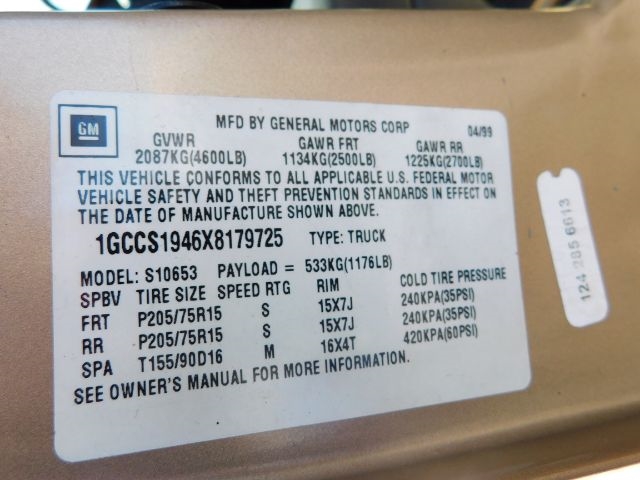 GM
MFD BY GENERAL MOTORS CORP 04/99
GVWR GAWR FRT GAWR RR
2087KG(4600LB) 1134KG(2500LB) 1225KG(2700LB)
THIS VEHICLE CONFORMS TO ALL APPLICABLE U.S. FEDERAL MOTOR
VEHICLE SAFETY AND THEFT PREVENTION STANDARDS IN EFFECT ON
THE DATE OF MANUFACTURE SHOWN ABOVE.
1GCCS1946X8179725 TYPE: TRUCK
MODEL: S10653 PAYLOAD = 533KG(1176LB)
SPBV TIRE SIZE SPEED RTG RIM COLD TIRE PRESSURE
FRT P205/75R15 S 15X7J 240KPA(35PSI)
RR P205/75R15 S 15X7J 240KPA(35PSI)
SPA T155/90D16 M 16X4T 420KPA(60PSI)
SEE OWNER'S MANUAL FOR MORE INFORMATION.
124 285 6613